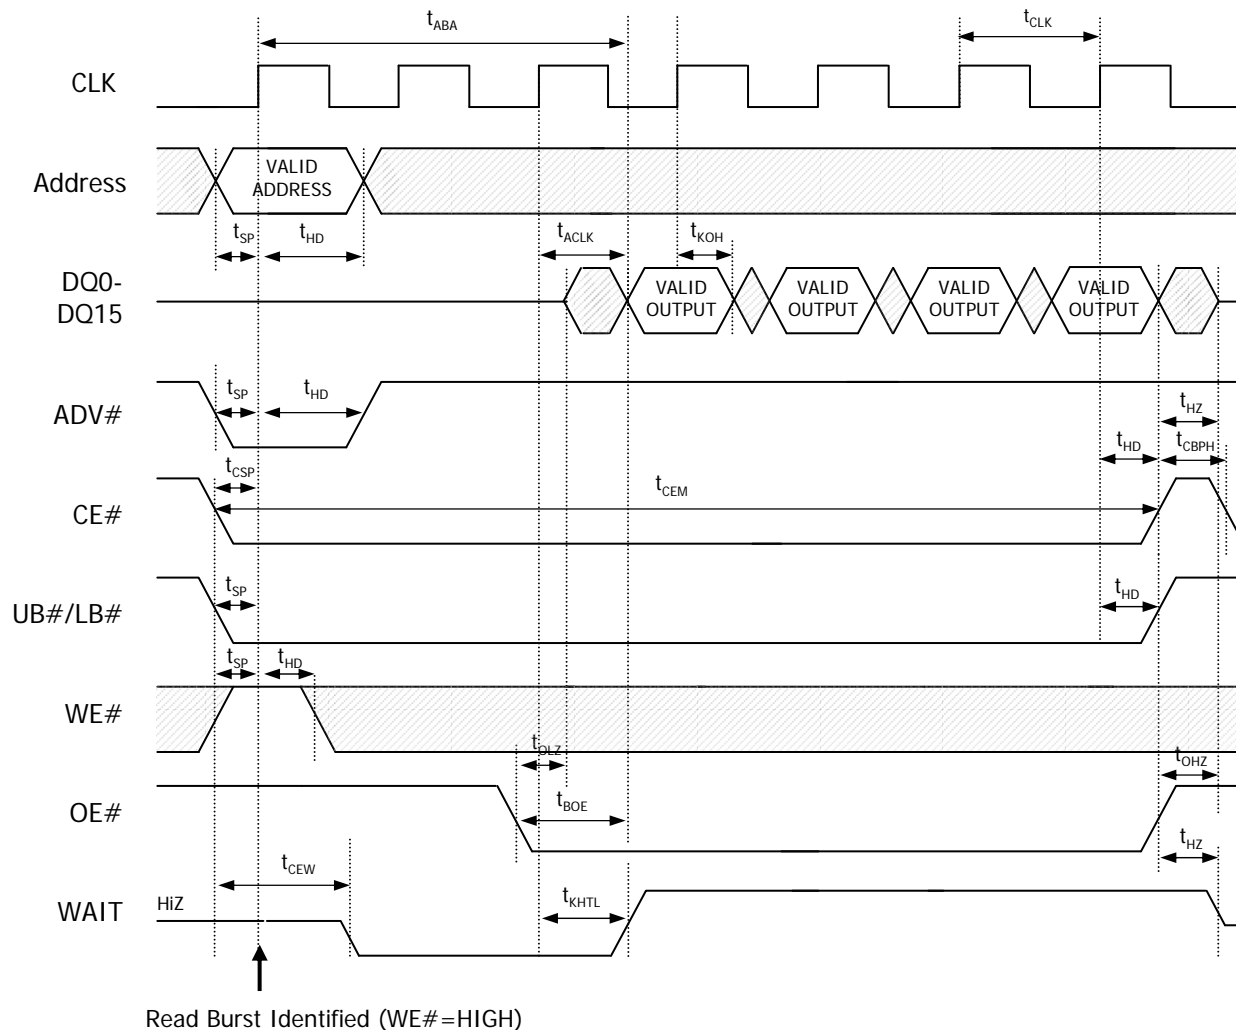 tABA
tCLK
CLK
Address
VALID
ADDRESS
tSP
tHD
tACLK
tKOH
DQ0-
DQ15
VALID
OUTPUT
VALID
OUTPUT
VALID
OUTPUT
VALID
OUTPUT
ADV#
tSP
tHD
tHZ
tHD
tCBPH
tCSP
tCEM
CE#
UB#/LB#
tSP
tHD
tSP
tHD
WE#
tOLZ
tOHZ
OE#
tBOE
tHZ
tCEW
WAIT
HiZ
tKHTL
Read Burst Identified (WE#=HIGH)